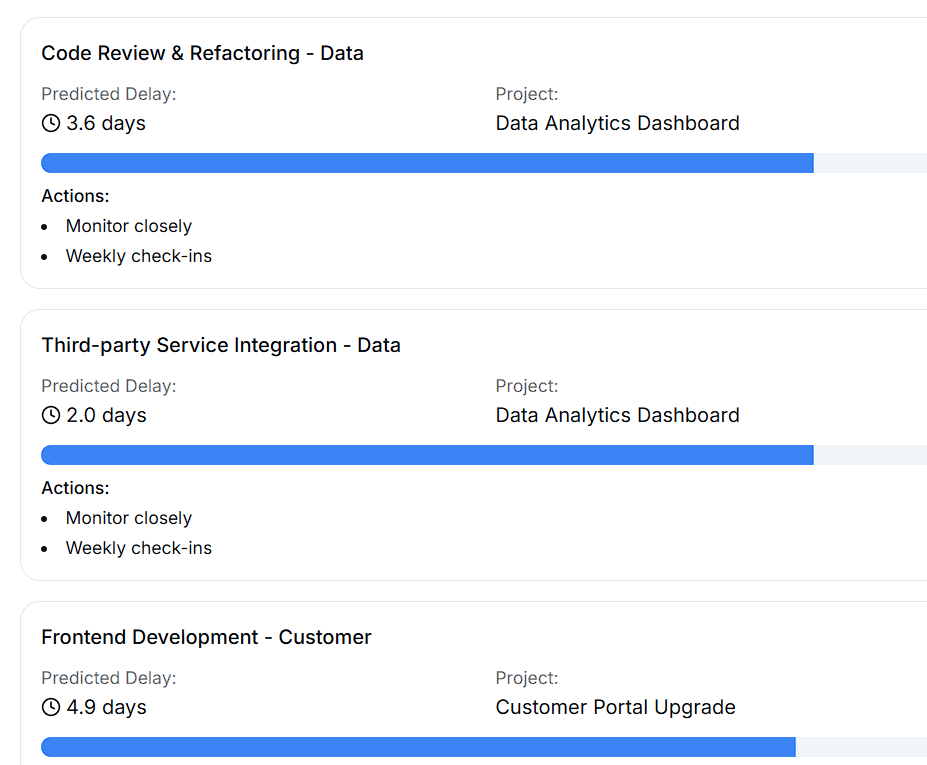 Code Review & Refactoring - Data
Predicted Delay:
3.6 days
Project:
Data Analytics Dashboard
Actions:
Monitor closely
Weekly check-ins
Third-party Service Integration - Data
Predicted Delay:
2.0 days
Project:
Data Analytics Dashboard
Actions:
Monitor closely
Weekly check-ins
Frontend Development - Customer
Predicted Delay:
4.9 days
Project:
Customer Portal Upgrade